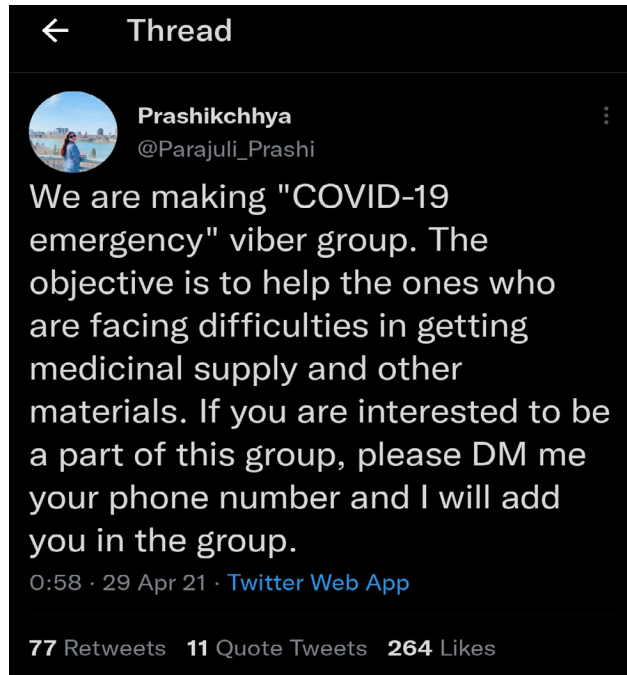 Thread
Prashikchhya
@Parajuli_Prashi
We are making "COVID-19
emergency" viber group. The
objective is to help the ones who
are facing difficulties in getting
medicinal supply and other
materials. If you are interested to be
a part of this group, please DM me
your phone number and I will add
you in the group.
0:58 · 29 Apr 21 · Twitter Web App
77 Retweets 11 Quote Tweets 264 Likes